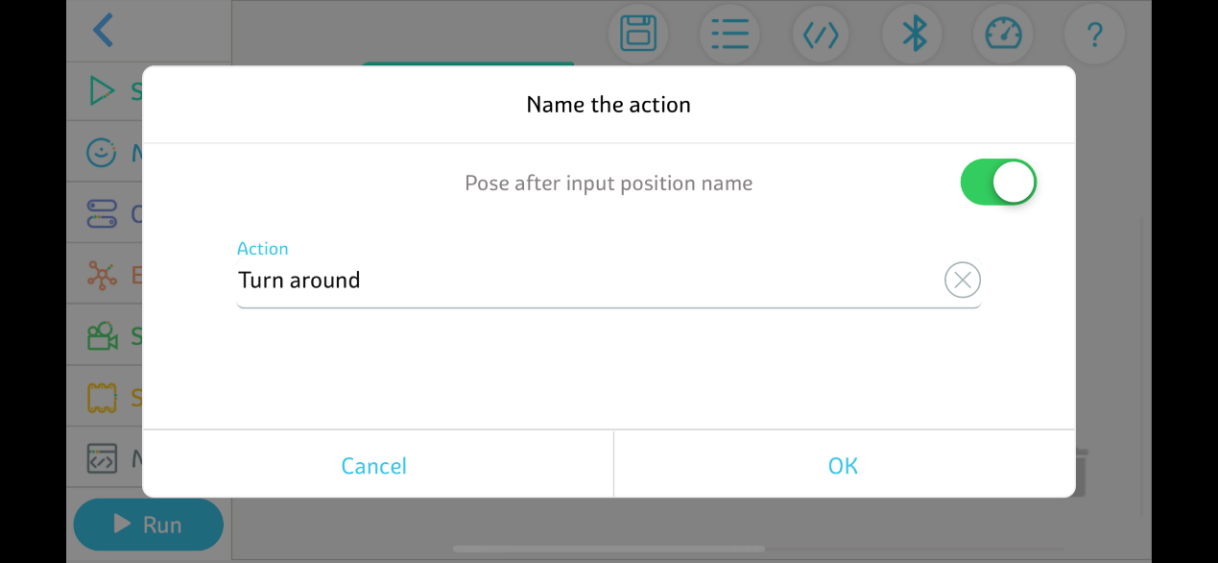 ?
Name the action
Pose after input position name
Action
Turn around
Cancel
OK
Run